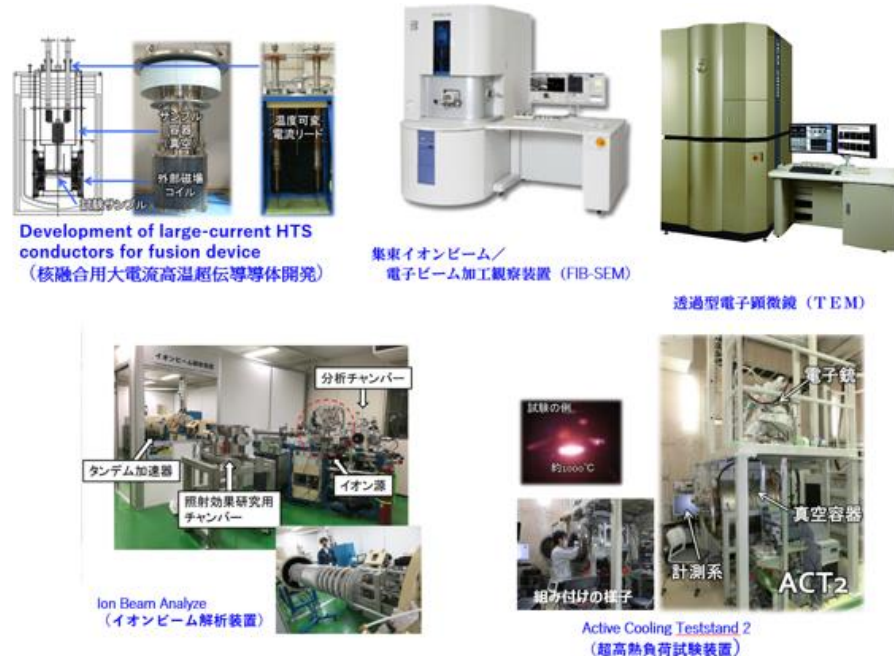 サンプル
容器
真空
外部磁場
コイル
試験サンプル
温度可変
電流リード
Development of large-current HTS
conductors for fusion device
（核融合用大電流高温超伝導導体開発）
集束イオンビーム／
電子ビーム加工観察装置（FIB-SEM）
透過型電子顕微鏡（ＴＥＭ）
分析チャンバー
タンデム加速器
照射効果研究用
チャンバー
イオン源
Ion Beam Analyze
（イオンビーム解析装置）
試験の例
約1000℃
組み付けの様子
電子銃
真空容器
計測系
ACT2
Active Cooling Teststand 2
（超高熱負荷試験装置）